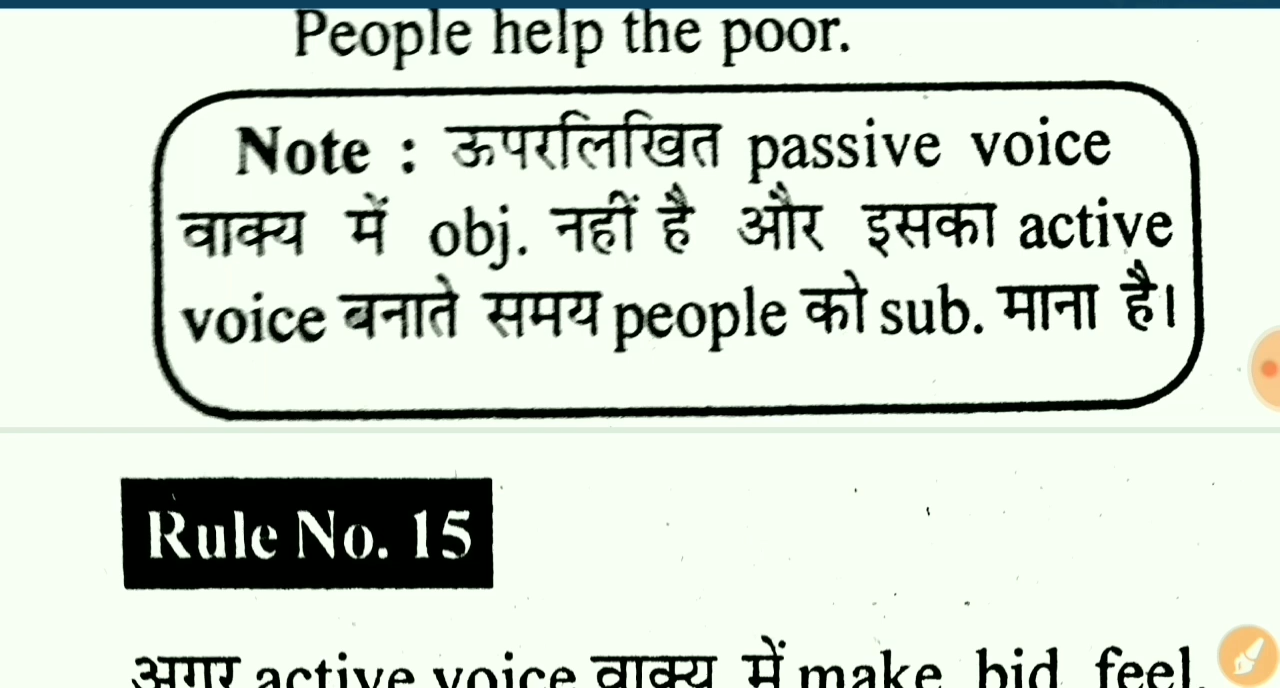 People help the poor.
Note : ऊपरलिखित passive voice
वाक्य में obj. नहीं है और इसका active
voice बनाते समय people को sub. माना है।
Rule No. 15
अगर active voice वाक्य में make bid feel